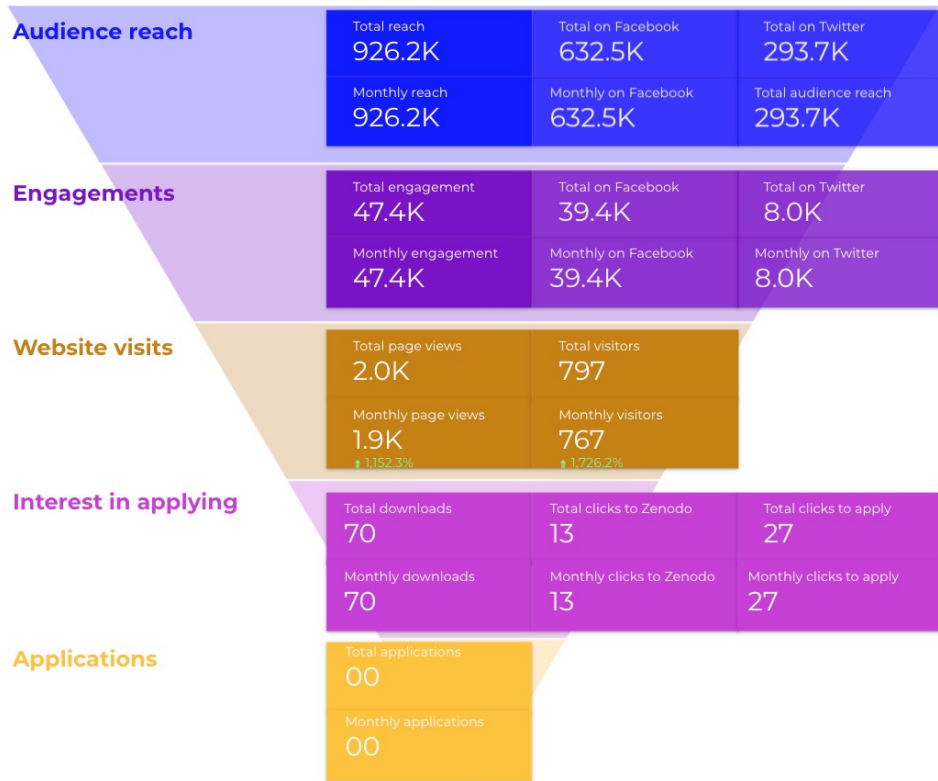 Audience reach
Total reach
926.2K
Total on Facebook
632.5K
Total on Twitter
293.7K
Monthly reach
926.2K
Monthly on Facebook
632.5K
Total audience reach
293.7K
Engagements
Total engagement
47.4K
Total on Facebook
39.4K
Total on Twitter
8.0K
Monthly engagement
47.4K
Monthly on Facebook
39.4K
Monthly on Twitter
8.0K
Website visits
Total page views
2.0K
Total visitors
797
Monthly page views
1.9K
⬆ 1,152.3%
Monthly visitors
767
⬆ 1,726.2%
Interest in applying
Total downloads
70
Total clicks to Zenodo
13
Total clicks to apply
27
Monthly downloads
70
Monthly clicks to Zenodo
13
Monthly clicks to apply
27
Applications
Total applications
00
Monthly applications
00